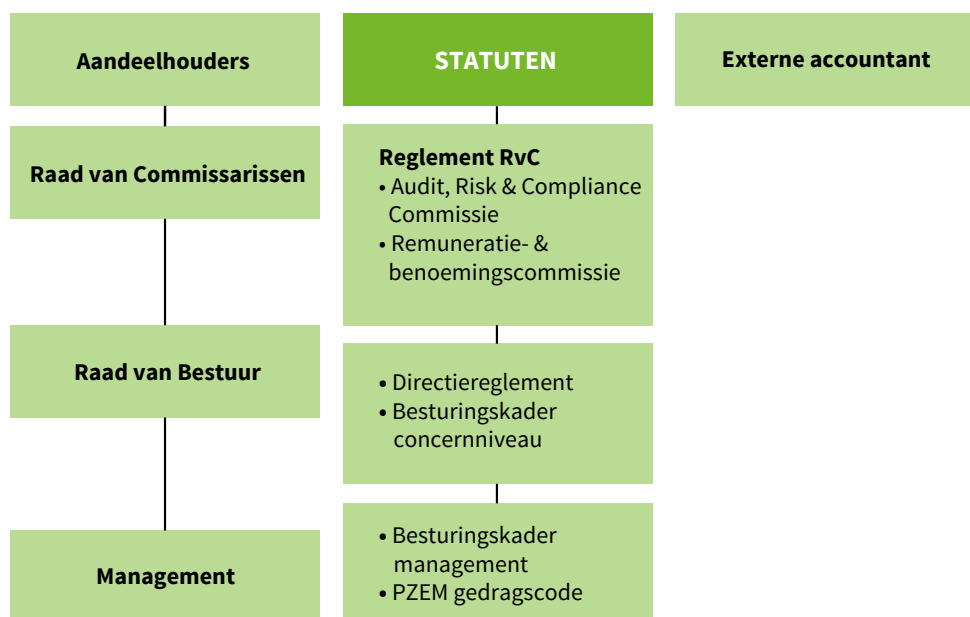 Aandeelhouders
STATUTEN
Externe accountant
Raad van Commissarissen
Reglement RvC
• Audit, Risk & Compliance
Commissie
• Remuneratie- &
benoemingscommissie
Raad van Bestuur
• Directiereglement
• Besturingskader
concernniveau
Management
• Besturingskader
management
• PZEM gedragscode